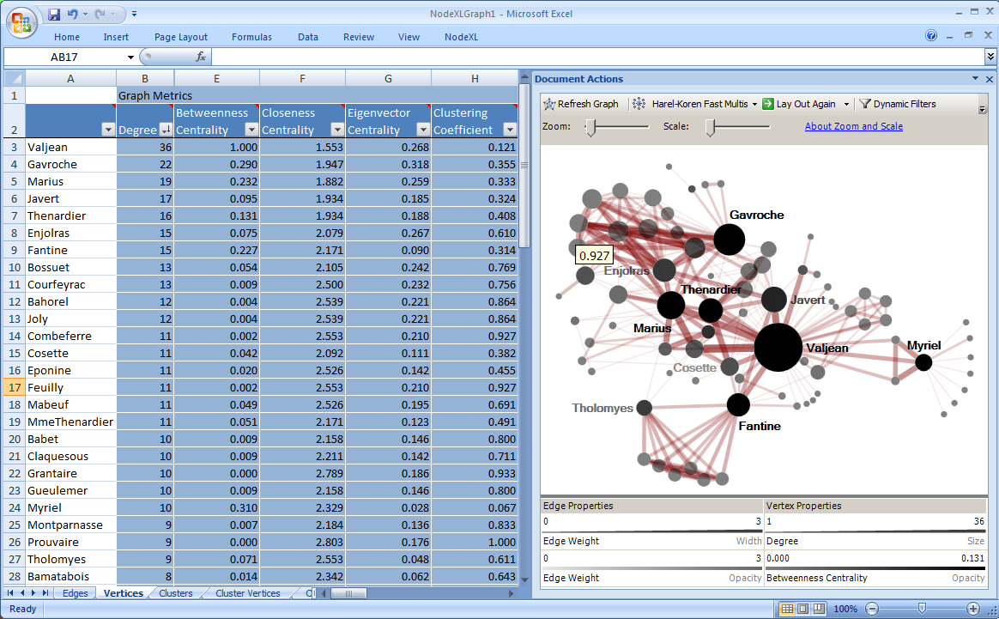 NodeXLGraph1 - Microsoft Excel
Home Insert Page Layout Formulas Data Review View NodeXL
AB17 fx
A B E F G H
Document Actions
1 Graph Metrics
2 Degree Betweenness Centrality Closeness Centrality Eigenvector Centrality Clustering Coefficient
3 Valjean 36 1.000 1.553 0.268 0.121
4 Gavroche 22 0.290 1.947 0.318 0.355
5 Marius 19 0.232 1.882 0.259 0.333
6 Javert 17 0.095 1.934 0.185 0.324
7 Thenardier 16 0.131 1.934 0.188 0.408
8 Enjolras 15 0.075 2.079 0.267 0.610
9 Fantine 15 0.227 2.171 0.090 0.314
10 Bossuet 13 0.054 2.105 0.242 0.769
11 Courfeyrac 13 0.009 2.500 0.232 0.756
12 Bahorel 12 0.004 2.539 0.221 0.864
13 Joly 12 0.004 2.539 0.221 0.864
14 Combeferre 11 0.002 2.553 0.210 0.927
15 Cosette 11 0.042 2.092 0.111 0.382
16 Eponine 11 0.020 2.526 0.142 0.455
17 Feuilly 11 0.002 2.553 0.210 0.927
18 Mabeuf 11 0.049 2.526 0.195 0.691
19 MmeThenardier 11 0.051 2.171 0.123 0.491
20 Babet 10 0.009 2.158 0.146 0.800
21 Claquesous 10 0.009 2.211 0.142 0.711
22 Grantaire 10 0.000 2.789 0.186 0.933
23 Gueulemer 10 0.009 2.158 0.146 0.800
24 Myriel 10 0.310 2.329 0.028 0.067
25 Montparnasse 9 0.007 2.184 0.136 0.833
26 Prouvaire 9 0.000 2.803 0.176 1.000
27 Tholomyes 9 0.071 2.553 0.048 0.611
28 Bamatabois 8 0.014 2.342 0.062 0.643
Edges Vertices Clusters Cluster Vertices
Refresh Graph Harel-Koren Fast Multis Lay Out Again Dynamic Filters
Zoom: Scale: About Zoom and Scale
Gavroche
0.927
Enjolras
Thenardier
Javert
Marius
Valjean
Myriel
Cosette
Tholomyes
Fantine
Edge Properties Vertex Properties
0 3 1 36
Edge Weight Width Degree Size
0 3 0.000 0.131
Edge Weight Opacity Betweenness Centrality Opacity
Ready 100%